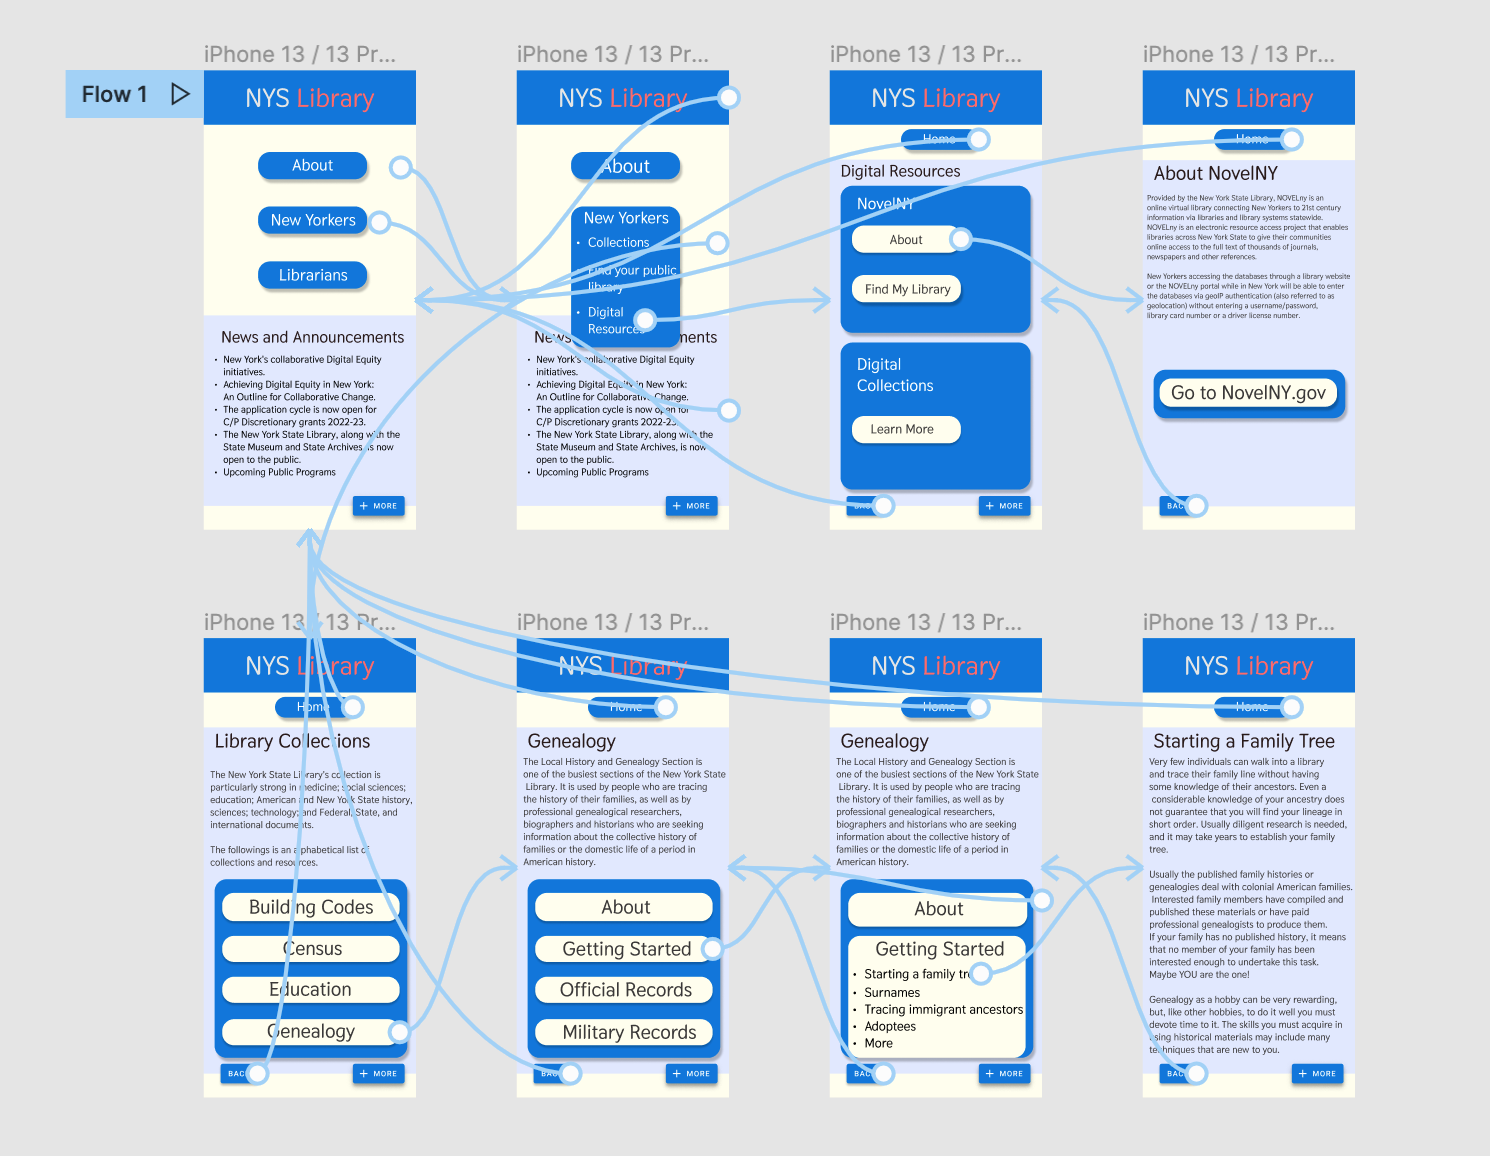 iPhone 13 / 13 Pr...
iPhone 13 / 13 Pr...
iPhone 13 / 13 Pr...
iPhone 13 / 13 Pr...
Flow 1
NYS Library
About
New Yorkers
Librarians
News and Announcements
• New York's collaborative Digital Equity
initiatives.
• Achieving Digital Equity in New York:
An Outline for Collaborative Change.
• The application cycle is now open for
C/P Discretionary grants 2022-23.
• The New York State Library, along with the
State Museum and State Archives, is now
open to the public.
• Upcoming Public Programs
+ MORE
NYS Library
About
New Yorkers
• Collections
• Find your public
library
• Digital
Resources
News ments
• New York's collaborative Digital Equity
initiatives.
• Achieving Digital Equity in New York:
An Outline for Collaborative Change.
• The application cycle is now open for
C/P Discretionary grants 2022-23.
• The New York State Library, along with the
State Museum and State Archives, is now
open to the public.
• Upcoming Public Programs
+ MORE
NYS Library
Home
Digital Resources
NovelNY
About
Find My Library
Digital
Collections
Learn More
BAC
+ MORE
NYS Library
Home
About NovelNY
Provided by the New York State Library, NOVELny is an
online virtual library connecting New Yorkers to 21st century
information via libraries and library systems statewide.
NOVELny is an electronic resource access project that enables
libraries across New York State to give their communities
online access to the full text of thousands of journals,
newspapers and other references.
New Yorkers accessing the databases through a library website
or the NOVELny portal while in New York will be able to enter
the databases via geoIP authentication (also referred to as
geolocation) without entering a username/password,
library card number or a driver license number.
Go to NovelNY.gov
BAC
iPhone 13 / 13 Pr...
iPhone 13 / 13 Pr...
iPhone 13 / 13 Pr...
iPhone 13 / 13 Pr...
NYS Library
Home
Library Collections
The New York State Library's collection is
particularly strong in medicine; social sciences;
education; American and New York State history,
sciences; technology; and Federal, State, and
international documents.
The followings is an alphabetical list of
collections and resources.
Building Codes
Census
Education
Genealogy
BAC
+ MORE
NYS Library
Home
Genealogy
The Local History and Genealogy Section is
one of the busiest sections of the New York State
Library. It is used by people who are tracing
the history of their families, as well as by
professional genealogical researchers,
biographers and historians who are seeking
information about the collective history of
families or the domestic life of a period in
American history.
About
Getting Started
Official Records
Military Records
BAC
+ MORE
NYS Library
Home
Genealogy
The Local History and Genealogy Section is
one of the busiest sections of the New York State
Library. It is used by people who are tracing
the history of their families, as well as by
professional genealogical researchers,
biographers and historians who are seeking
information about the collective history of
families or the domestic life of a period in
American history.
About
Getting Started
• Starting a family tr
• Surnames
• Tracing immigrant ancestors
• Adoptees
• More
BAC
+ MORE
NYS Library
Home
Starting a Family Tree
Very few individuals can walk into a library
and trace their family line without having
some knowledge of their ancestors. Even a
considerable knowledge of your ancestry does
not guarantee that you will find your lineage in
short order. Usually diligent research is needed,
and it may take years to establish your family
tree.
Usually the published family histories or
genealogies deal with colonial American families.
Interested family members have compiled and
published these materials or have paid
professional genealogists to produce them.
If your family has no published history, it means
that no member of your family has been
interested enough to undertake this task.
Maybe YOU are the one!
Genealogy as a hobby can be very rewarding,
but, like other hobbies, to do it well you must
devote time to it. The skills you must acquire in
using historical materials may include many
techniques that are new to you.
BAC
+ MORE